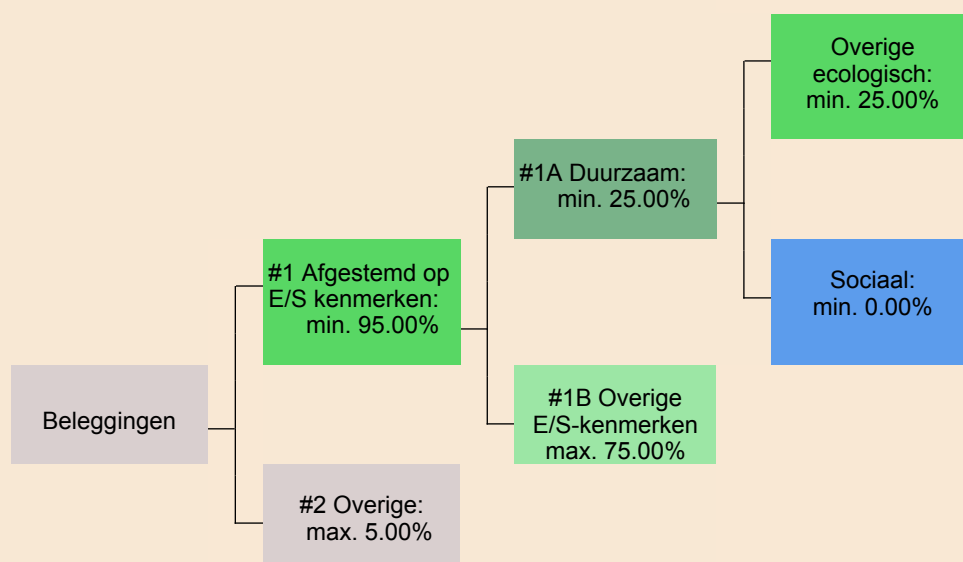 Beleggingen
#1 Afgestemd op
E/S kenmerken:
min. 95.00%
#2 Overige:
max. 5.00%
#1A Duurzaam:
min. 25.00%
#1B Overige
E/S-kenmerken
max. 75.00%
Overige
ecologisch:
min. 25.00%
Sociaal:
min. 0.00%